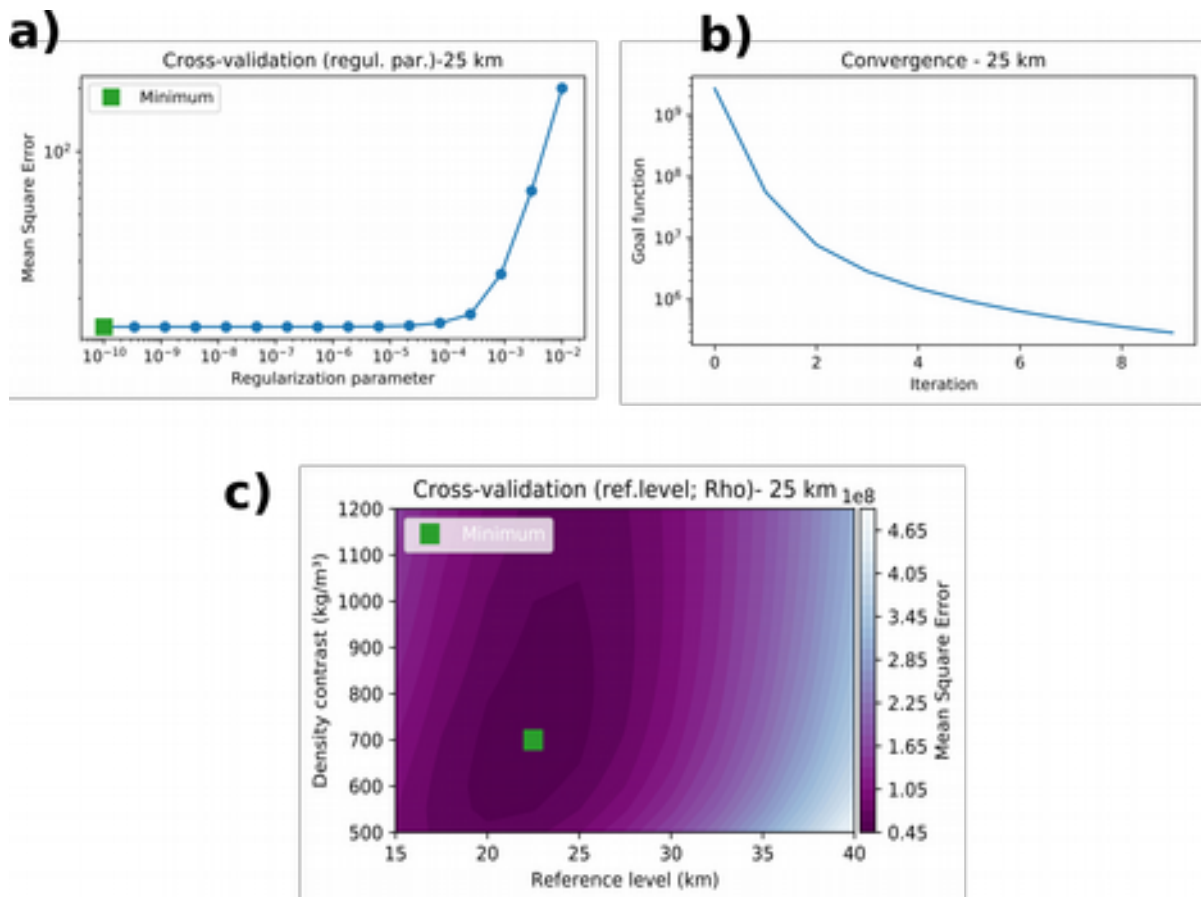 a)
Cross-validation (regul. par.)-25 km
Minimum
Mean Square Error
10²
10⁻¹⁰ 10⁻⁹ 10⁻⁸ 10⁻⁷ 10⁻⁶ 10⁻⁵ 10⁻⁴ 10⁻³ 10⁻²
Regularization parameter
b)
Convergence - 25 km
Goal function
10⁹
10⁸
10⁷
10⁶
0 2 4 6 8
Iteration
c)
Cross-validation (ref.level; Rho)- 25 km
1e8
Minimum
Density contrast (kg/m³)
1200
1100
1000
900
800
700
600
500
15 20 25 30 35 40
Reference level (km)
4.65
4.05
3.45
2.85
2.25
1.65
1.05
0.45
Mean Square Error